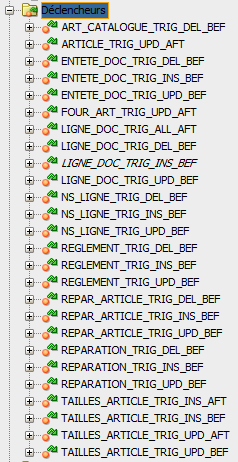 Déclencheurs
ART_CATALOGUE_TRIG_DEL_BEF
ARTICLE_TRIG_UPD_AFT
ENTETE_DOC_TRIG_DEL_BEF
ENTETE_DOC_TRIG_INS_BEF
ENTETE_DOC_TRIG_UPD_BEF
FOUR_ART_TRIG_UPD_AFT
LIGNE_DOC_TRIG_ALL_AFT
LIGNE_DOC_TRIG_DEL_BEF
LIGNE_DOC_TRIG_INS_BEF
LIGNE_DOC_TRIG_UPD_BEF
NS_LIGNE_TRIG_DEL_BEF
NS_LIGNE_TRIG_INS_BEF
NS_LIGNE_TRIG_UPD_BEF
REGLEMENT_TRIG_DEL_BEF
REGLEMENT_TRIG_INS_BEF
REGLEMENT_TRIG_UPD_BEF
REPAR_ARTICLE_TRIG_DEL_BEF
REPAR_ARTICLE_TRIG_INS_BEF
REPAR_ARTICLE_TRIG_UPD_BEF
REPARATION_TRIG_DEL_BEF
REPARATION_TRIG_INS_BEF
REPARATION_TRIG_UPD_BEF
TAILLES_ARTICLE_TRIG_INS_AFT
TAILLES_ARTICLE_TRIG_INS_BEF
TAILLES_ARTICLE_TRIG_UPD_AFT
TAILLES_ARTICLE_TRIG_UPD_BEF